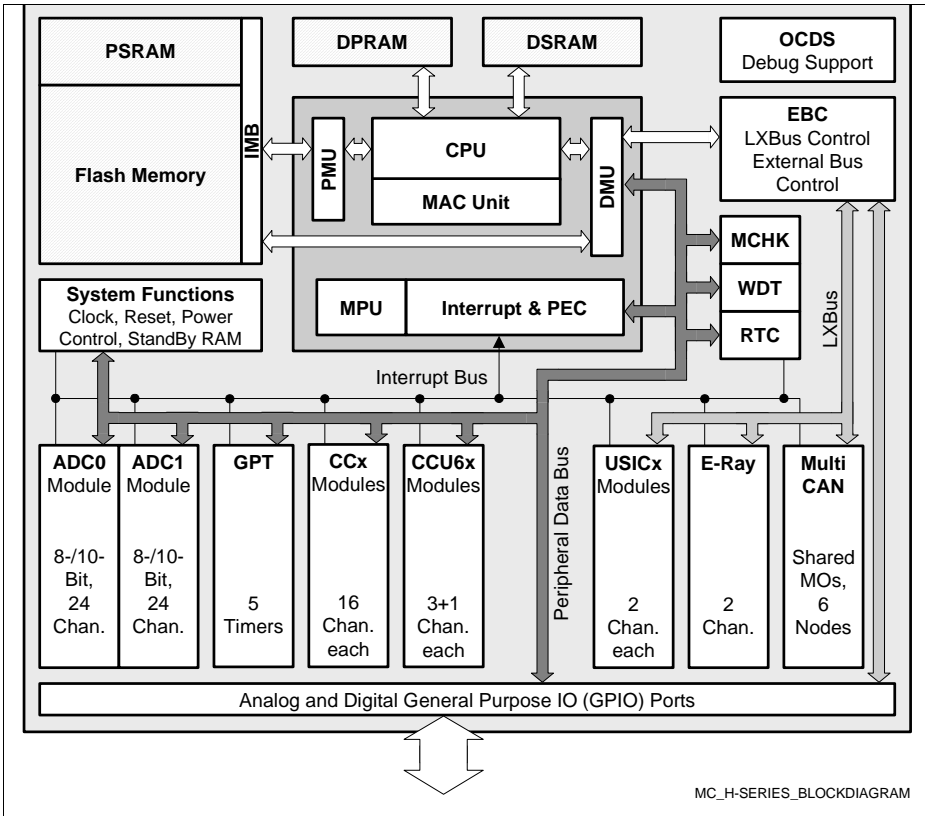 PSRAM
Flash Memory
IMB
DPRAM
DSRAM
OCDS
Debug Support
PMU
CPU
MAC Unit
DMU
EBC
LXBus Control
External Bus
Control
MCHK
WDT
RTC
System Functions
Clock, Reset, Power
Control, StandBy RAM
MPU
Interrupt & PEC
Interrupt Bus
LXBus
Peripheral Data Bus
ADC0
Module
8-/10-
Bit,
24
Chan.
ADC1
Module
8-/10-
Bit,
24
Chan.
GPT
5
Timers
CCx
Modules
16
Chan.
each
CCU6x
Modules
3+1
Chan.
each
USICx
Modules
2
Chan.
each
E-Ray
2
Chan.
Multi
CAN
Shared
MOs,
6
Nodes
Analog and Digital General Purpose IO (GPIO) Ports
MC_H-SERIES_BLOCKDIAGRAM